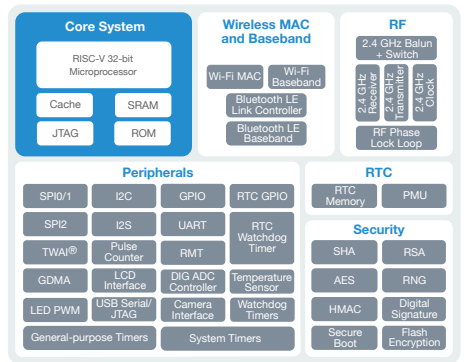 Core System
RISC-V 32-bit
Microprocessor
Cache
SRAM
JTAG
ROM
Wireless MAC
and Baseband
Wi-Fi MAC
Wi-Fi
Baseband
Bluetooth LE
Link Controller
Bluetooth LE
Baseband
RF
2.4 GHz Balun
+ Switch
2.4 GHz
Receiver
2.4 GHz
Transmitter
2.4 GHz
Clock
RF Phase
Lock Loop
Peripherals
SPI0/1
I2C
GPIO
RTC GPIO
SPI2
I2S
UART
RTC
Watchdog
Timer
TWAI®
Pulse
Counter
RMT
GDMA
LCD
Interface
DIG ADC
Controller
Temperature
Sensor
LED PWM
USB Serial/
JTAG
Camera
Interface
Watchdog
Timers
General-purpose Timers
System Timers
RTC
RTC
Memory
PMU
Security
SHA
RSA
AES
RNG
HMAC
Digital
Signature
Secure
Boot
Flash
Encryption